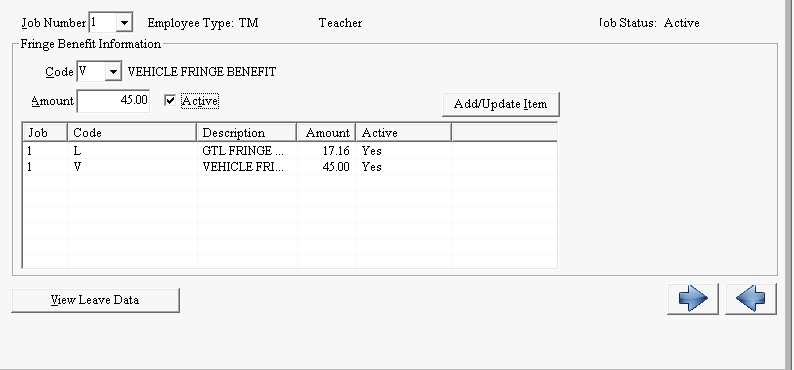 Job Number 1 Employee Type: TM Teacher Job Status: Active
Fringe Benefit Information
Code V VEHICLE FRINGE BENEFIT
Amount 45.00 Active
Add/Update Item
Job Code Description Amount Active
1 L GTL FRINGE ... 17.16 Yes
1 V VEHICLE FRI... 45.00 Yes
View Leave Data